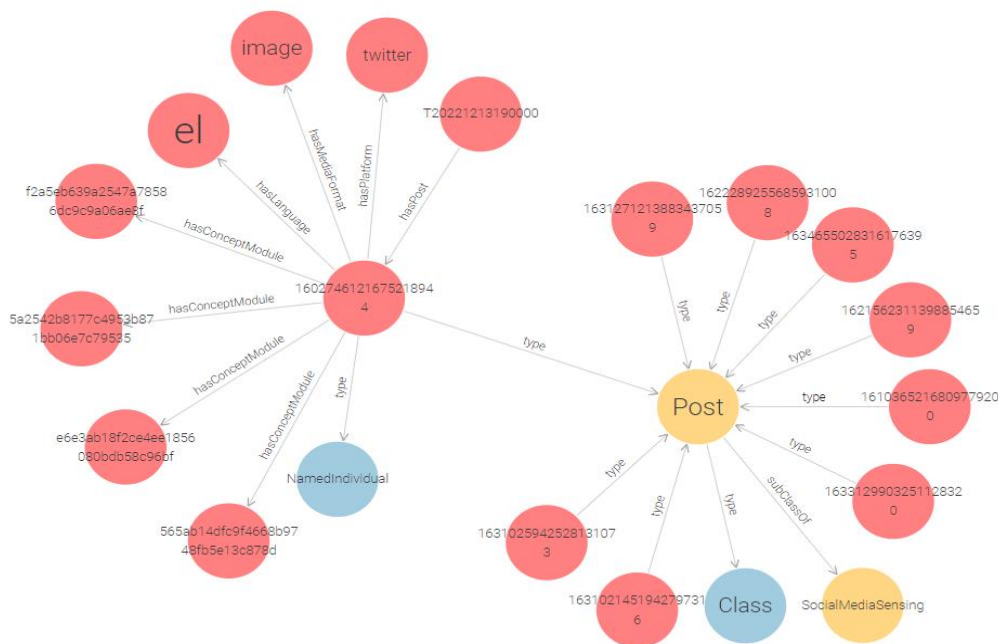 image
twitter
T20221213190000
el
hasMediaFormat
hasPlatform
hasPost
hasLanguage
f2a5eb639a2547a7858
6dc9c9a06ae3f
hasConceptModule
160274612167521894
4
5a2542b8177c4953b87
1bb06e7c79535
hasConceptModule
hasConceptModule
e6e3ab18f2ce4ee1856
080bdb58c96bf
hasConceptModule
type
NamedIndividual
565ab14dfc9f4668b97
48fb5e13c878d
type
163127121388343705
9
162228925568593100
8
163465502831617639
5
162156231139885465
9
161036521680977920
0
type
type
type
type
type
Post
type
163312990325112832
0
type
type
type
subClassOf
163102594252813107
3
163102145194279731
6
Class
SocialMediaSensing